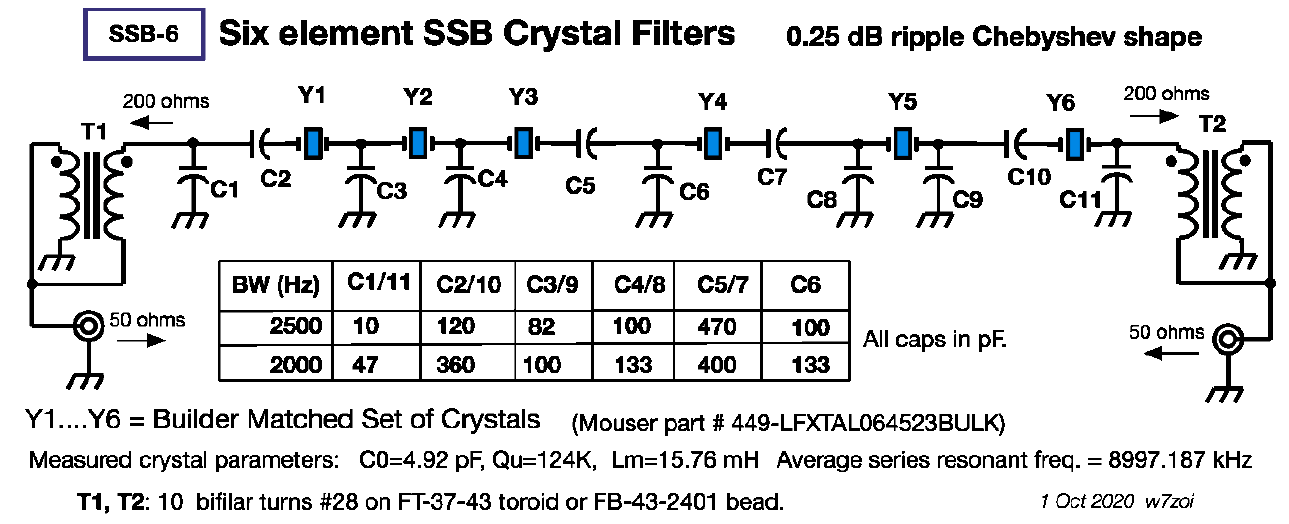 SSB-6 Six element SSB Crystal Filters 0.25 dB ripple Chebyshev shape
200 ohms Y1 Y2 Y3 Y4 Y5 Y6 200 ohms
T1 T2
C1 C2 C3 C4 C5 C6 C7 C8 C9 C10 C11
BW (Hz) C1/11 C2/10 C3/9 C4/8 C5/7 C6
2500 10 120 82 100 470 100
2000 47 360 100 133 400 133
All caps in pF.
50 ohms
50 ohms
Y1....Y6 = Builder Matched Set of Crystals (Mouser part # 449-LFXTAL064523BULK)
Measured crystal parameters: C0=4.92 pF, Qu=124K, Lm=15.76 mH Average series resonant freq. = 8997.187 kHz
T1, T2: 10 bifilar turns #28 on FT-37-43 toroid or FB-43-2401 bead. 1 Oct 2020 w7zoi